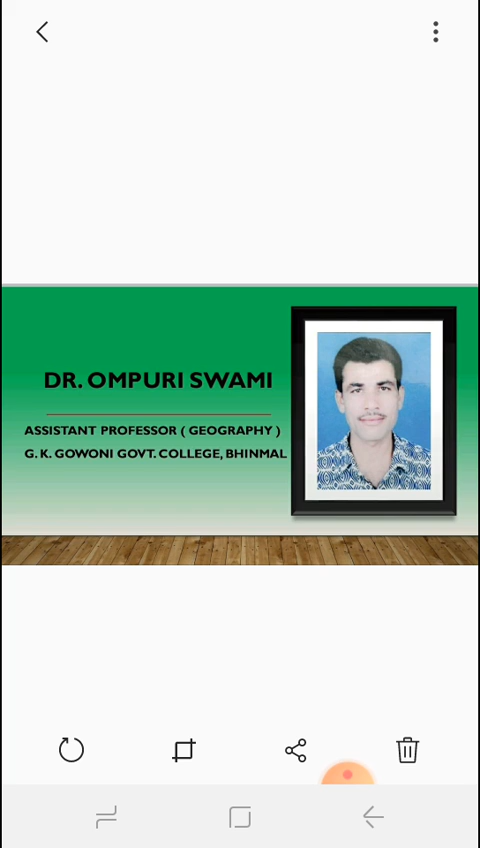 DR. OMPURI SWAMI
ASSISTANT PROFESSOR ( GEOGRAPHY )
G. K. GOWONI GOVT. COLLEGE, BHINMAL